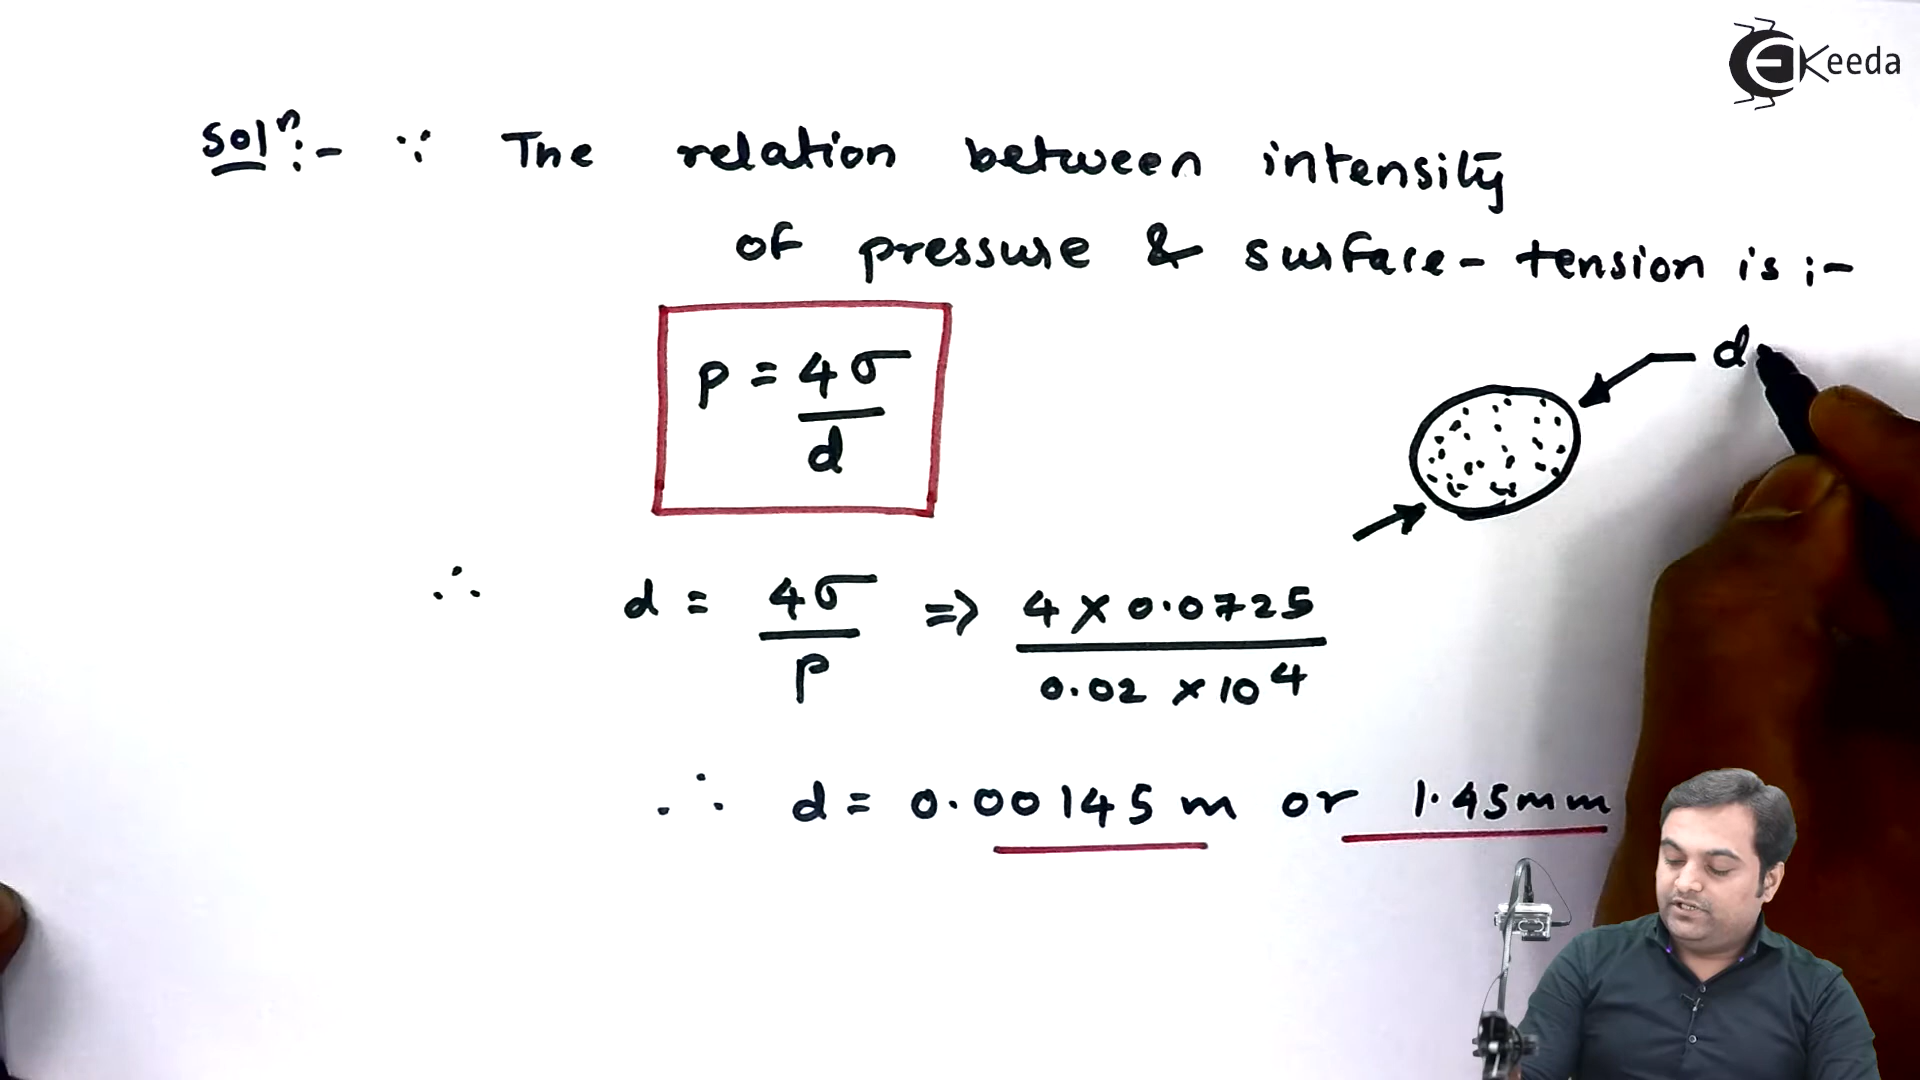 EKeeda
Solⁿ:- ∵ The relation between intensity
of pressure & surface-tension is :-
p = 4σ/d
d
∴ d = 4σ/p => 4 × 0.0725 / 0.02 × 10⁴
∴ d = 0.00145 m or 1.45mm